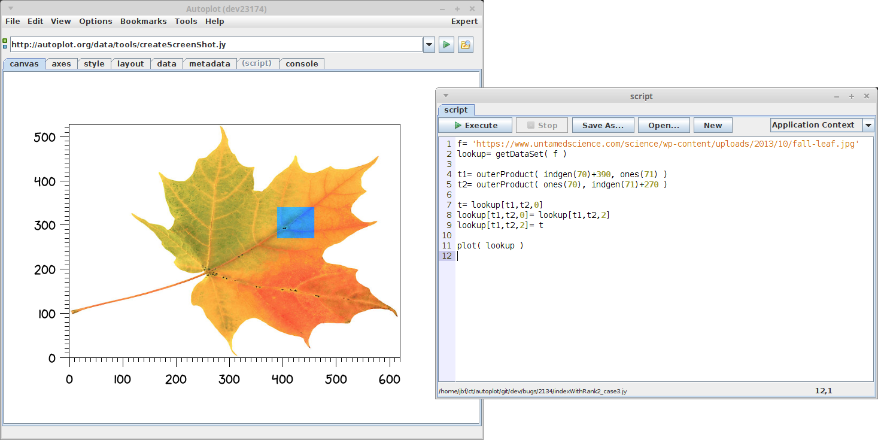 Autoplot (dev23174)
File Edit View Options Bookmarks Tools Help Expert
http://autoplot.org/data/tools/createScreenShot.jy
canvas axes style layout data metadata (script) console
500
400
300
200
100
0
0 100 200 300 400 500 600
script
script
Execute Stop Save As... Open... New Application Context
1 f= 'https://www.untamedscience.com/science/wp-content/uploads/2013/10/fall-leaf.jpg'
2 lookup= getDataSet( f )
3
4 t1= outerProduct( indgen(70)+390, ones(71) )
5 t2= outerProduct( ones(70), indgen(71)+270 )
6
7 t= lookup[t1,t2,0]
8 lookup[t1,t2,0]= lookup[t1,t2,2]
9 lookup[t1,t2,2]= t
10
11 plot( lookup )
12
/home/jbf/ct/autoplot/git/dev/bugs/2134/indexWithRank2_case3.jy 12,1